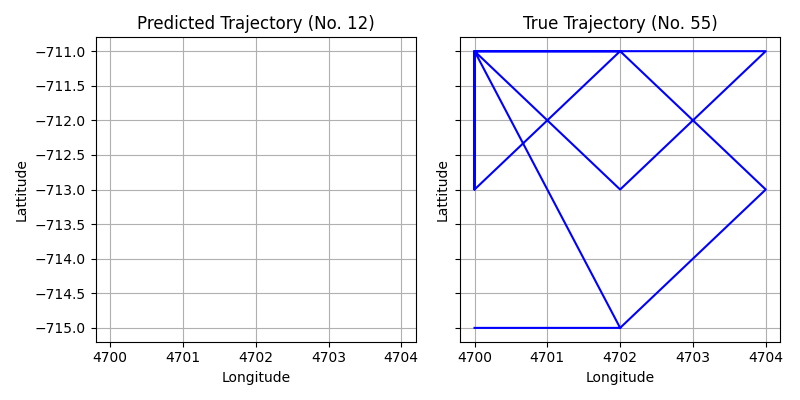 Predicted Trajectory (No. 12)
True Trajectory (No. 55)
−711.0
−711.5
−712.0
−712.5
−713.0
−713.5
−714.0
−714.5
−715.0
Lattitude
Lattitude
4700 4701 4702 4703 4704
4700 4701 4702 4703 4704
Longitude
Longitude